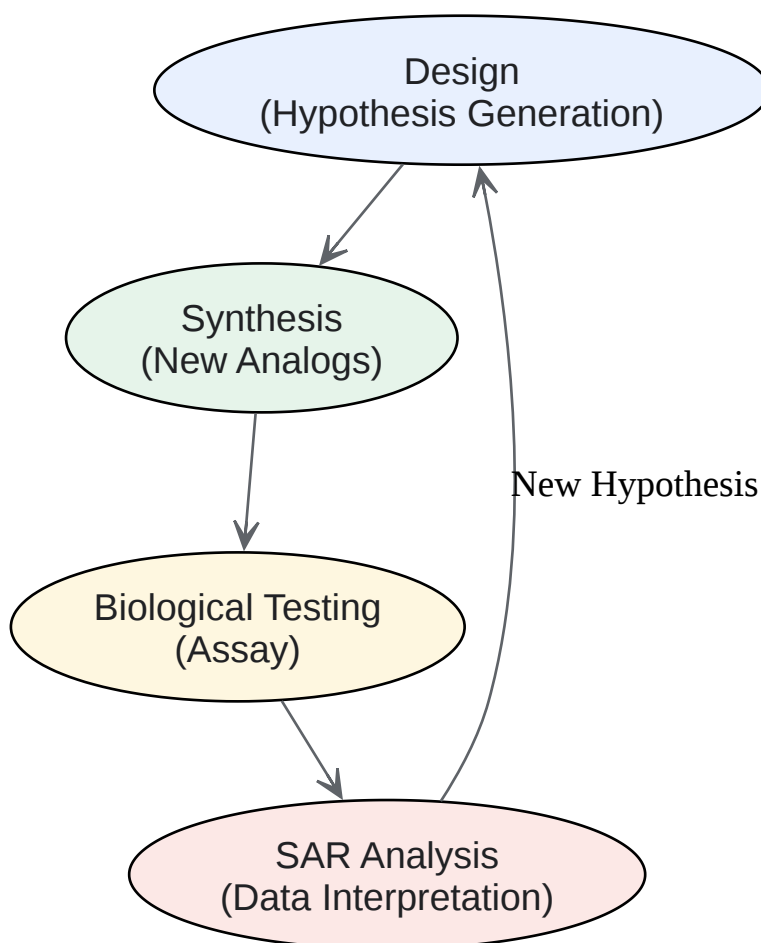 Design
(Hypothesis Generation)
Synthesis
(New Analogs)
New Hypothesis
Biological Testing
(Assay)
SAR Analysis
(Data Interpretation)